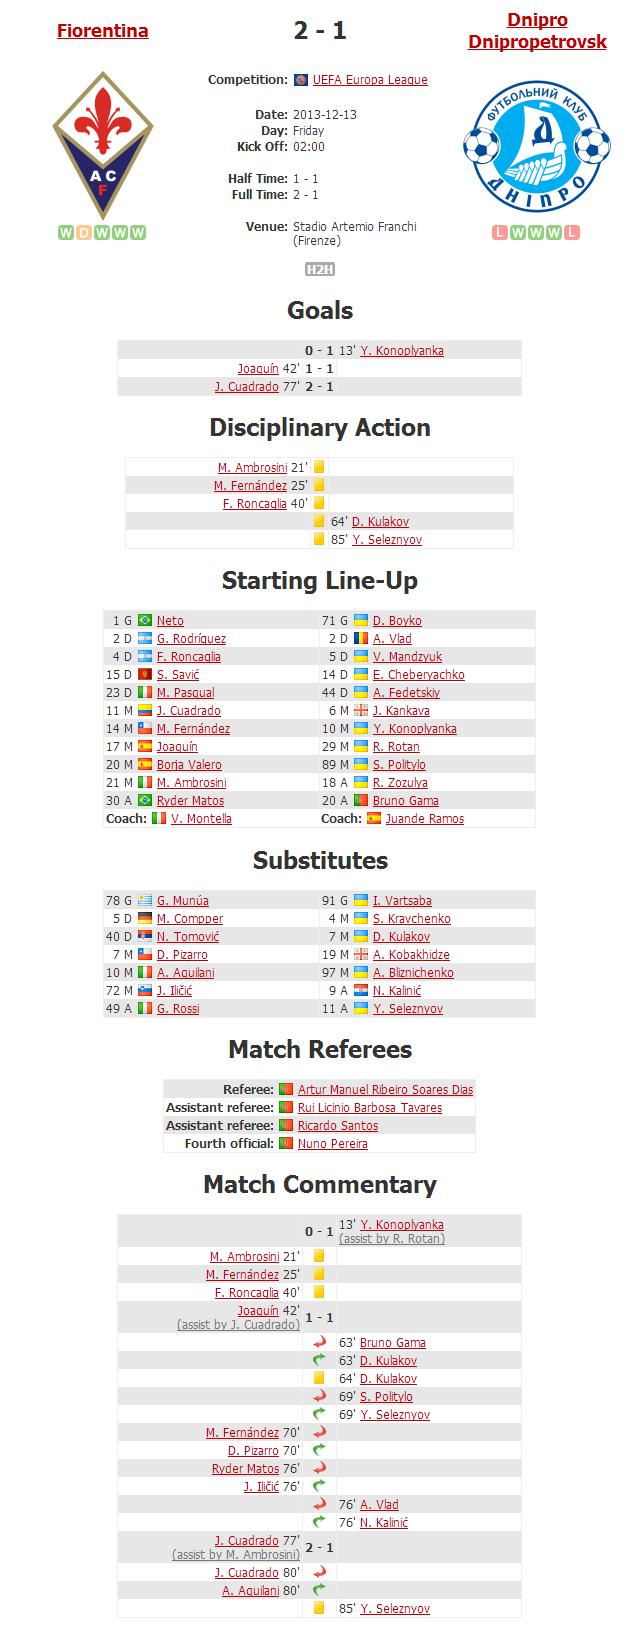 Fiorentina
2 - 1
Dnipro
Dnipropetrovsk
Competition: UEFA Europa League
Date: 2013-12-13
Day: Friday
Kick Off: 02:00
Half Time: 1 - 1
Full Time: 2 - 1
Venue: Stadio Artemio Franchi
(Firenze)
A C
F
ФУТБОЛЬНИЙ КЛУБ
Д
ДНІПРО
W D W W W
L W W W L
H2H
Goals
0 - 1 13' Y. Konoplyanka
Joaquín 42' 1 - 1
J. Cuadrado 77' 2 - 1
Disciplinary Action
M. Ambrosini 21'
M. Fernández 25'
F. Roncaglia 40'
64' D. Kulakov
85' Y. Seleznyov
Starting Line-Up
1 G Neto 71 G D. Boyko
2 D G. Rodríguez 2 D A. Vlad
4 D F. Roncaglia 5 D V. Mandzyuk
15 D S. Savić 14 D E. Cheberyachko
23 D M. Pasqual 44 D A. Fedetskiy
11 M J. Cuadrado 6 M J. Kankava
14 M M. Fernández 10 M Y. Konoplyanka
17 M Joaquín 29 M R. Rotan
20 M Borja Valero 89 M S. Politylo
21 M M. Ambrosini 18 A R. Zozulya
30 A Ryder Matos 20 A Bruno Gama
Coach: V. Montella Coach: Juande Ramos
Substitutes
78 G G. Munúa 91 G I. Vartsaba
5 D M. Compper 4 M S. Kravchenko
40 D N. Tomović 7 M D. Kulakov
7 M D. Pizarro 19 M A. Kobakhidze
10 M A. Aquilani 97 M A. Bliznichenko
72 M J. Iličić 9 A N. Kalinić
49 A G. Rossi 11 A Y. Seleznyov
Match Referees
Referee: Artur Manuel Ribeiro Soares Dias
Assistant referee: Rui Licinio Barbosa Tavares
Assistant referee: Ricardo Santos
Fourth official: Nuno Pereira
Match Commentary
0 - 1 13' Y. Konoplyanka
(assist by R. Rotan)
M. Ambrosini 21'
M. Fernández 25'
F. Roncaglia 40'
Joaquín 42' 1 - 1
(assist by J. Cuadrado)
63' Bruno Gama
63' D. Kulakov
64' D. Kulakov
69' S. Politylo
69' Y. Seleznyov
M. Fernández 70'
D. Pizarro 70'
Ryder Matos 76'
J. Iličić 76'
76' A. Vlad
76' N. Kalinić
J. Cuadrado 77' 2 - 1
(assist by M. Ambrosini)
J. Cuadrado 80'
A. Aquilani 80'
85' Y. Seleznyov